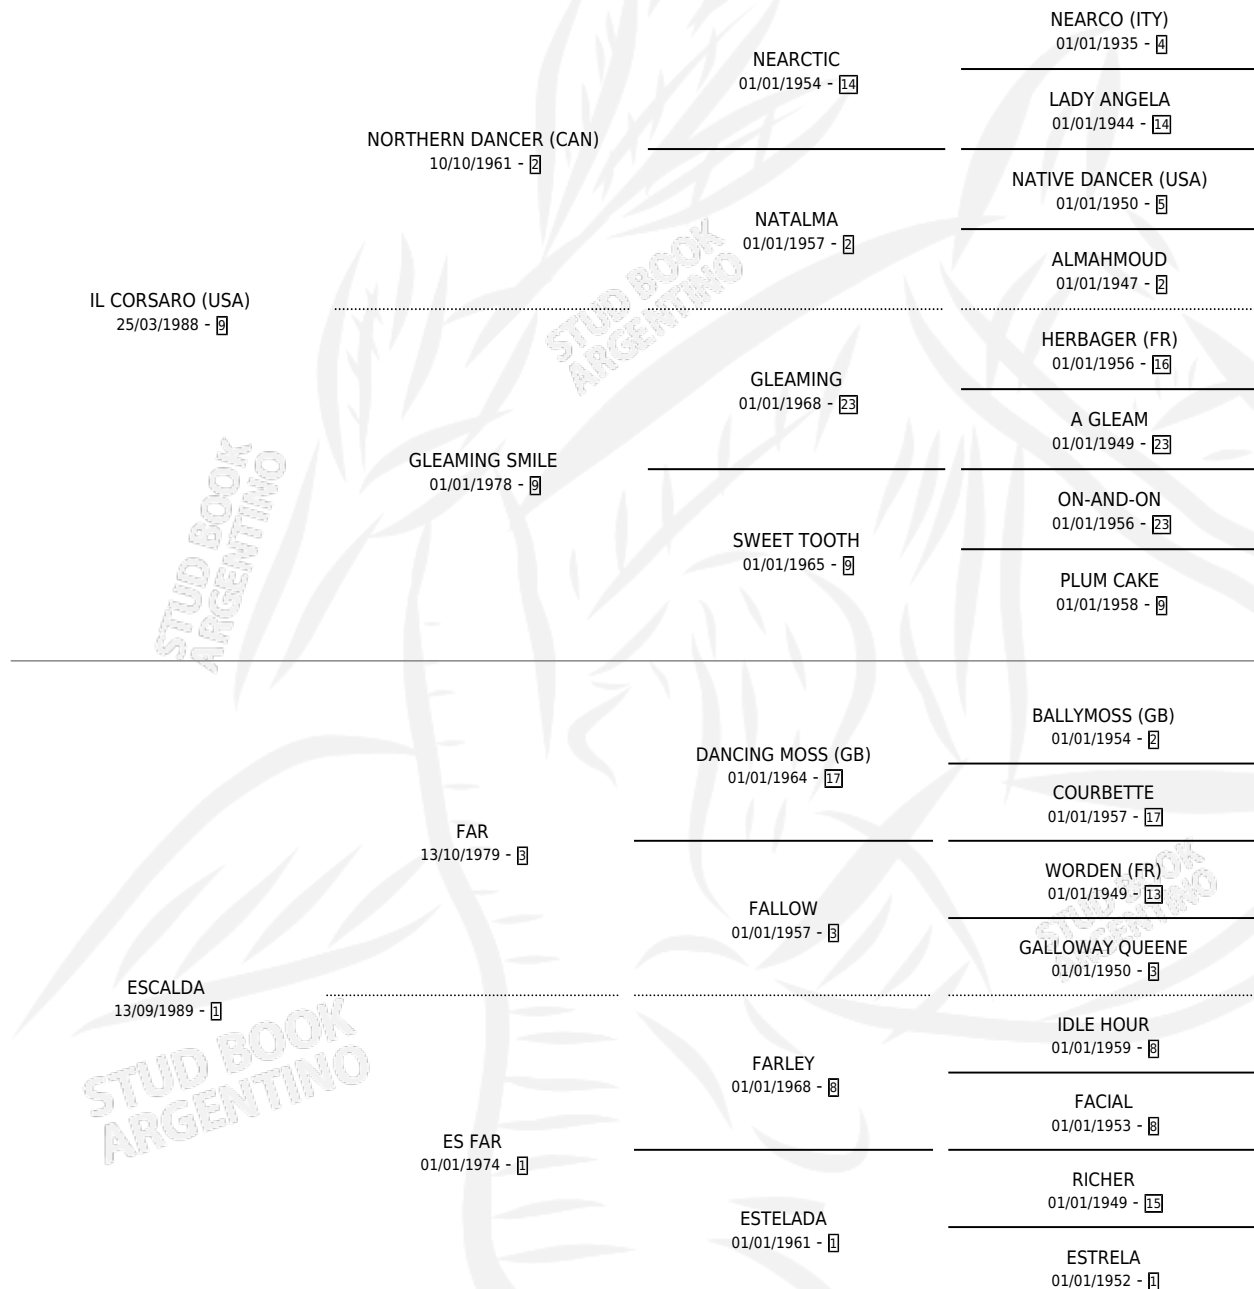 NEARCO (ITY)
01/01/1935 - 4
NEARCTIC
01/01/1954 - 14
LADY ANGELA
01/01/1944 - 14
NORTHERN DANCER (CAN)
10/10/1961 - 2
NATIVE DANCER (USA)
01/01/1950 - 5
NATALMA
01/01/1957 - 2
ALMAHMOUD
01/01/1947 - 2
IL CORSARO (USA)
25/03/1988 - 9
HERBAGER (FR)
01/01/1956 - 16
GLEAMING
01/01/1968 - 23
A GLEAM
01/01/1949 - 23
GLEAMING SMILE
01/01/1978 - 9
ON-AND-ON
01/01/1956 - 23
SWEET TOOTH
01/01/1965 - 9
PLUM CAKE
01/01/1958 - 9
BALLYMOSS (GB)
01/01/1954 - 2
DANCING MOSS (GB)
01/01/1964 - 17
COURBETTE
01/01/1957 - 17
FAR
13/10/1979 - 3
WORDEN (FR)
01/01/1949 - 13
FALLOW
01/01/1957 - 3
GALLOWAY QUEENE
01/01/1950 - 3
ESCALDA
13/09/1989 - 1
IDLE HOUR
01/01/1959 - 8
FARLEY
01/01/1968 - 8
FACIAL
01/01/1953 - 8
ES FAR
01/01/1974 - 1
RICHER
01/01/1949 - 15
ESTELADA
01/01/1961 - 1
ESTRELA
01/01/1952 - 1
STUD BOOK
ARGENTINO
STUD BOOK
ARGENTINO
STUD BOOK
ARGENTINO
STUD BOOK
ARGENTINO